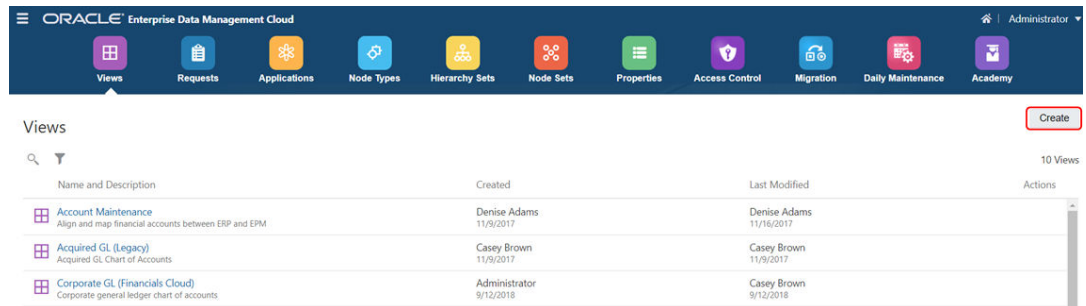 ORACLE® Enterprise Data Management Cloud
Administrator
Views Requests Applications Node Types Hierarchy Sets Node Sets Properties Access Control Migration Daily Maintenance Academy
Create
Views
10 Views
Name and Description Created Last Modified Actions
Account Maintenance Denise Adams Denise Adams
Align and map financial accounts between ERP and EPM 11/9/2017 11/16/2017
Acquired GL (Legacy) Casey Brown Casey Brown
Acquired GL Chart of Accounts 11/9/2017 11/9/2017
Corporate GL (Financials Cloud) Administrator Casey Brown
Corporate general ledger chart of accounts 9/12/2018 9/12/2018